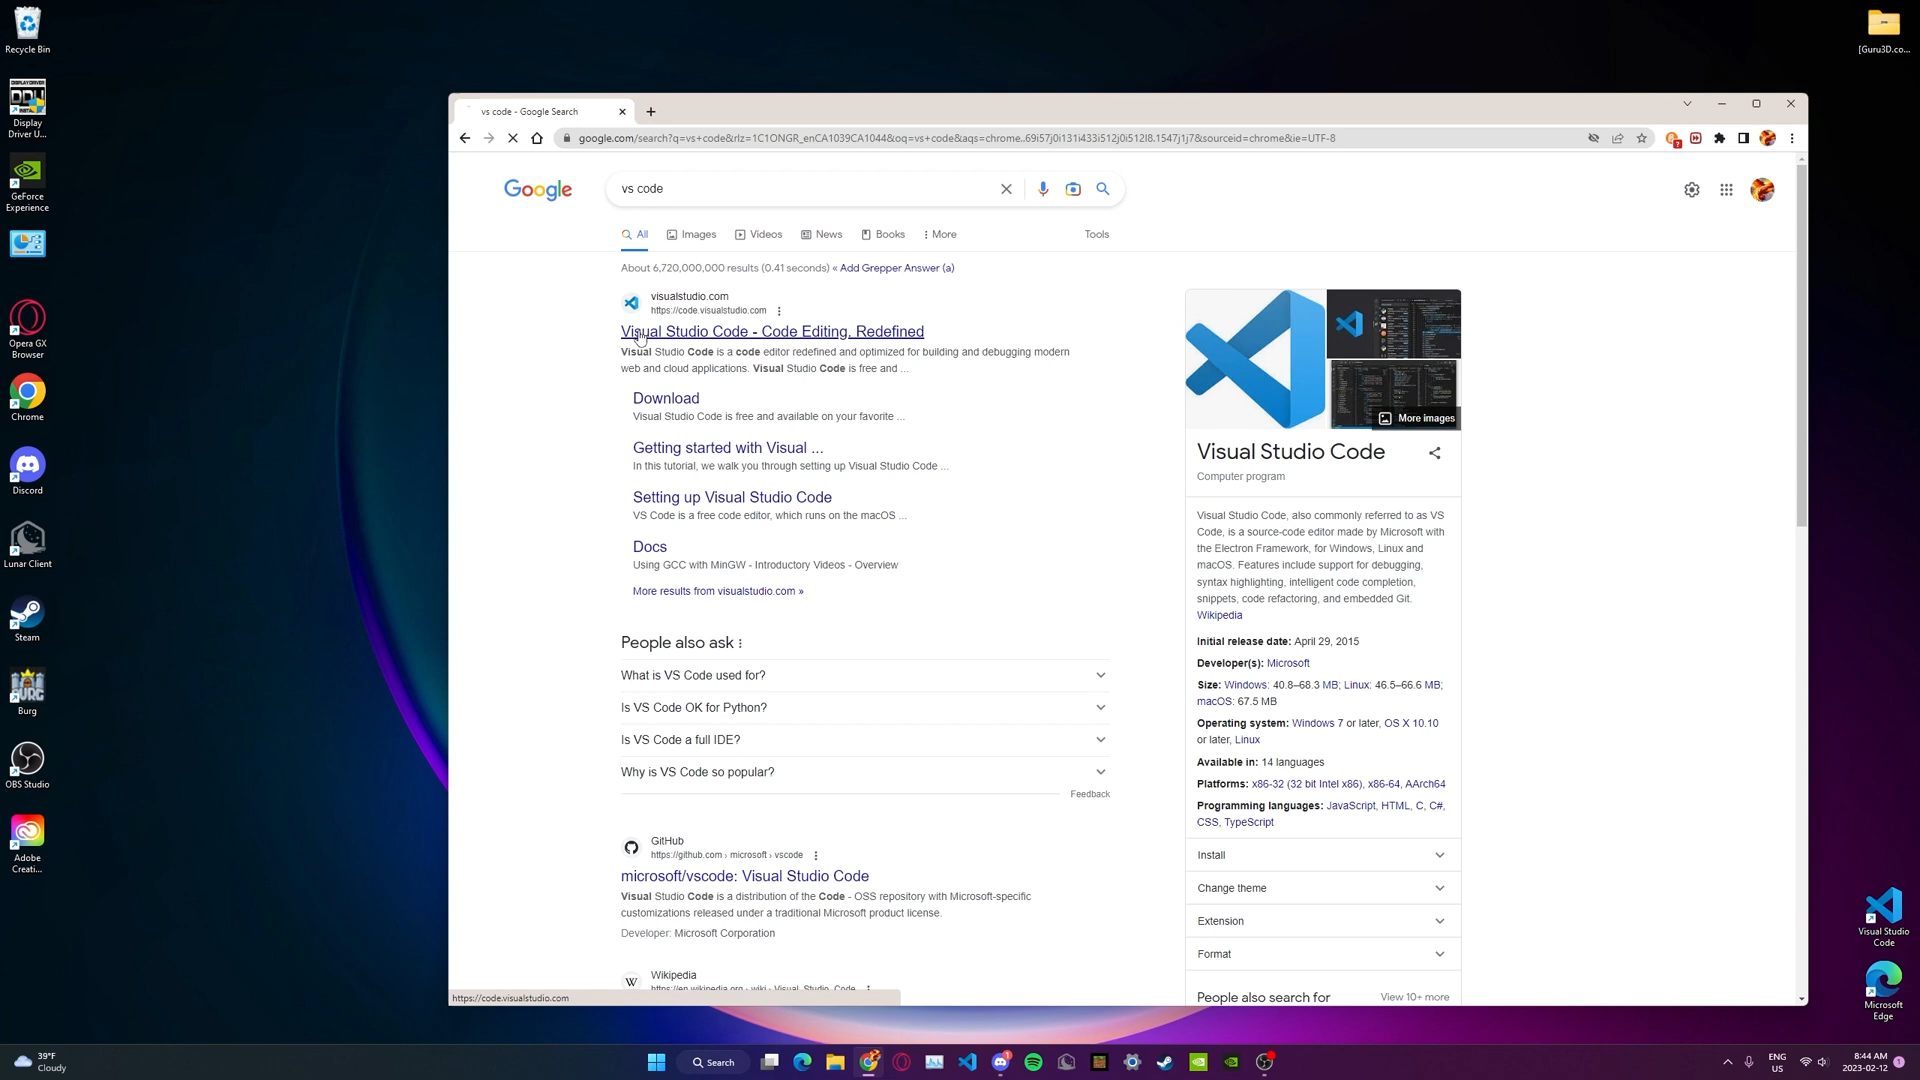 Recycle Bin
Display
Driver U...
GeForce
Experience
Opera GX
Browser
Chrome
Discord
Lunar Client
Steam
Burg
OBS Studio
Adobe
Creati...
[Guru3D.co...
Visual Studio
Code
Microsoft
Edge
vs code - Google Search
google.com/search?q=vs+code&rlz=1C1ONGR_enCA1039CA1044&oq=vs+code&aqs=chrome..69i57j0i131i433i512j0i512l8.1547j1j7&sourceid=chrome&ie=UTF-8
Google
vs code
All Images Videos News Books More Tools
About 6,720,000,000 results (0.41 seconds) « Add Grepper Answer (a)
visualstudio.com
https://code.visualstudio.com
Visual Studio Code - Code Editing. Redefined
Visual Studio Code is a code editor redefined and optimized for building and debugging modern
web and cloud applications. Visual Studio Code is free and ...
Download
Visual Studio Code is free and available on your favorite ...
Getting started with Visual ...
In this tutorial, we walk you through setting up Visual Studio Code ...
Setting up Visual Studio Code
VS Code is a free code editor, which runs on the macOS ...
Docs
Using GCC with MinGW - Introductory Videos - Overview
More results from visualstudio.com »
People also ask
What is VS Code used for?
Is VS Code OK for Python?
Is VS Code a full IDE?
Why is VS Code so popular?
Feedback
GitHub
https://github.com › microsoft › vscode
microsoft/vscode: Visual Studio Code
Visual Studio Code is a distribution of the Code - OSS repository with Microsoft-specific
customizations released under a traditional Microsoft product license.
Developer: Microsoft Corporation
Wikipedia
https://en.wikipedia.org › wiki › Visual_Studio_Code
https://code.visualstudio.com
More images
Visual Studio Code
Computer program
Visual Studio Code, also commonly referred to as VS
Code, is a source-code editor made by Microsoft with
the Electron Framework, for Windows, Linux and
macOS. Features include support for debugging,
syntax highlighting, intelligent code completion,
snippets, code refactoring, and embedded Git.
Wikipedia
Initial release date: April 29, 2015
Developer(s): Microsoft
Size: Windows: 40.8–68.3 MB; Linux: 46.5–66.6 MB;
macOS: 67.5 MB
Operating system: Windows 7 or later, OS X 10.10
or later, Linux
Available in: 14 languages
Platforms: x86-32 (32 bit Intel x86), x86-64, AArch64
Programming languages: JavaScript, HTML, C, C#,
CSS, TypeScript
Install
Change theme
Extension
Format
People also search for View 10+ more
39°F
Cloudy
Search
ENG
US
8:44 AM
2023-02-12